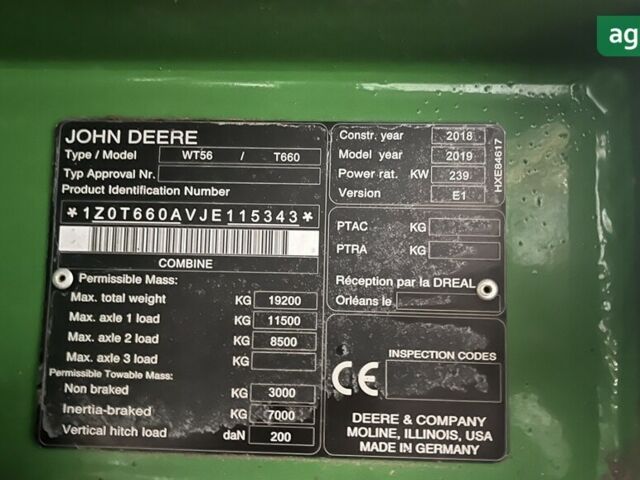 ag
JOHN DEERE
Type / Model WT56 / T660
Typ Approval Nr.
Product Identification Number
*1Z0T660AVJE115343*
COMBINE
Permissible Mass:
Max. total weight KG 19200
Max. axle 1 load KG 11500
Max. axle 2 load KG 8500
Max. axle 3 load KG
Permissible Towable Mass:
Non braked KG 3000
Inertia-braked KG 7000
Vertical hitch load daN 200
Constr. year 2018
Model year 2019
Power rat. KW 239
Version E1
HXE84617
PTAC KG
PTRA KG
Réception par la DREAL
Orléans le
CE
INSPECTION CODES
DEERE & COMPANY
MOLINE, ILLINOIS, USA
MADE IN GERMANY